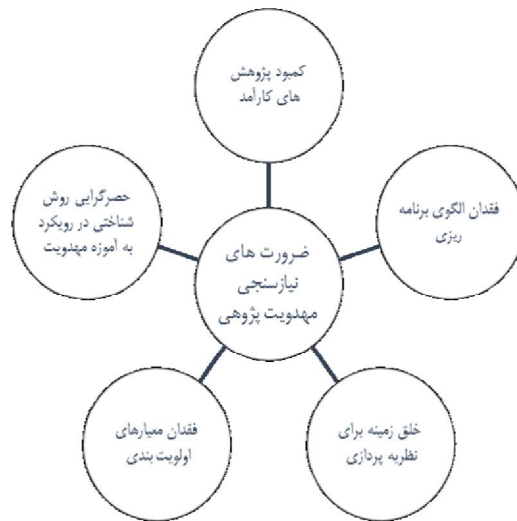 کمبود پژوهش
های کارآمد
فقدان الگوی برنامه
ریزی
حصرگرایی روش
شناختی در رویکرد
به آموزه مهدویت
ضرورت های
نیازسنجی
مهدویت پژوهی
خلق زمینه برای
نظریه پردازی
فقدان معیارهای
اولویت بندی